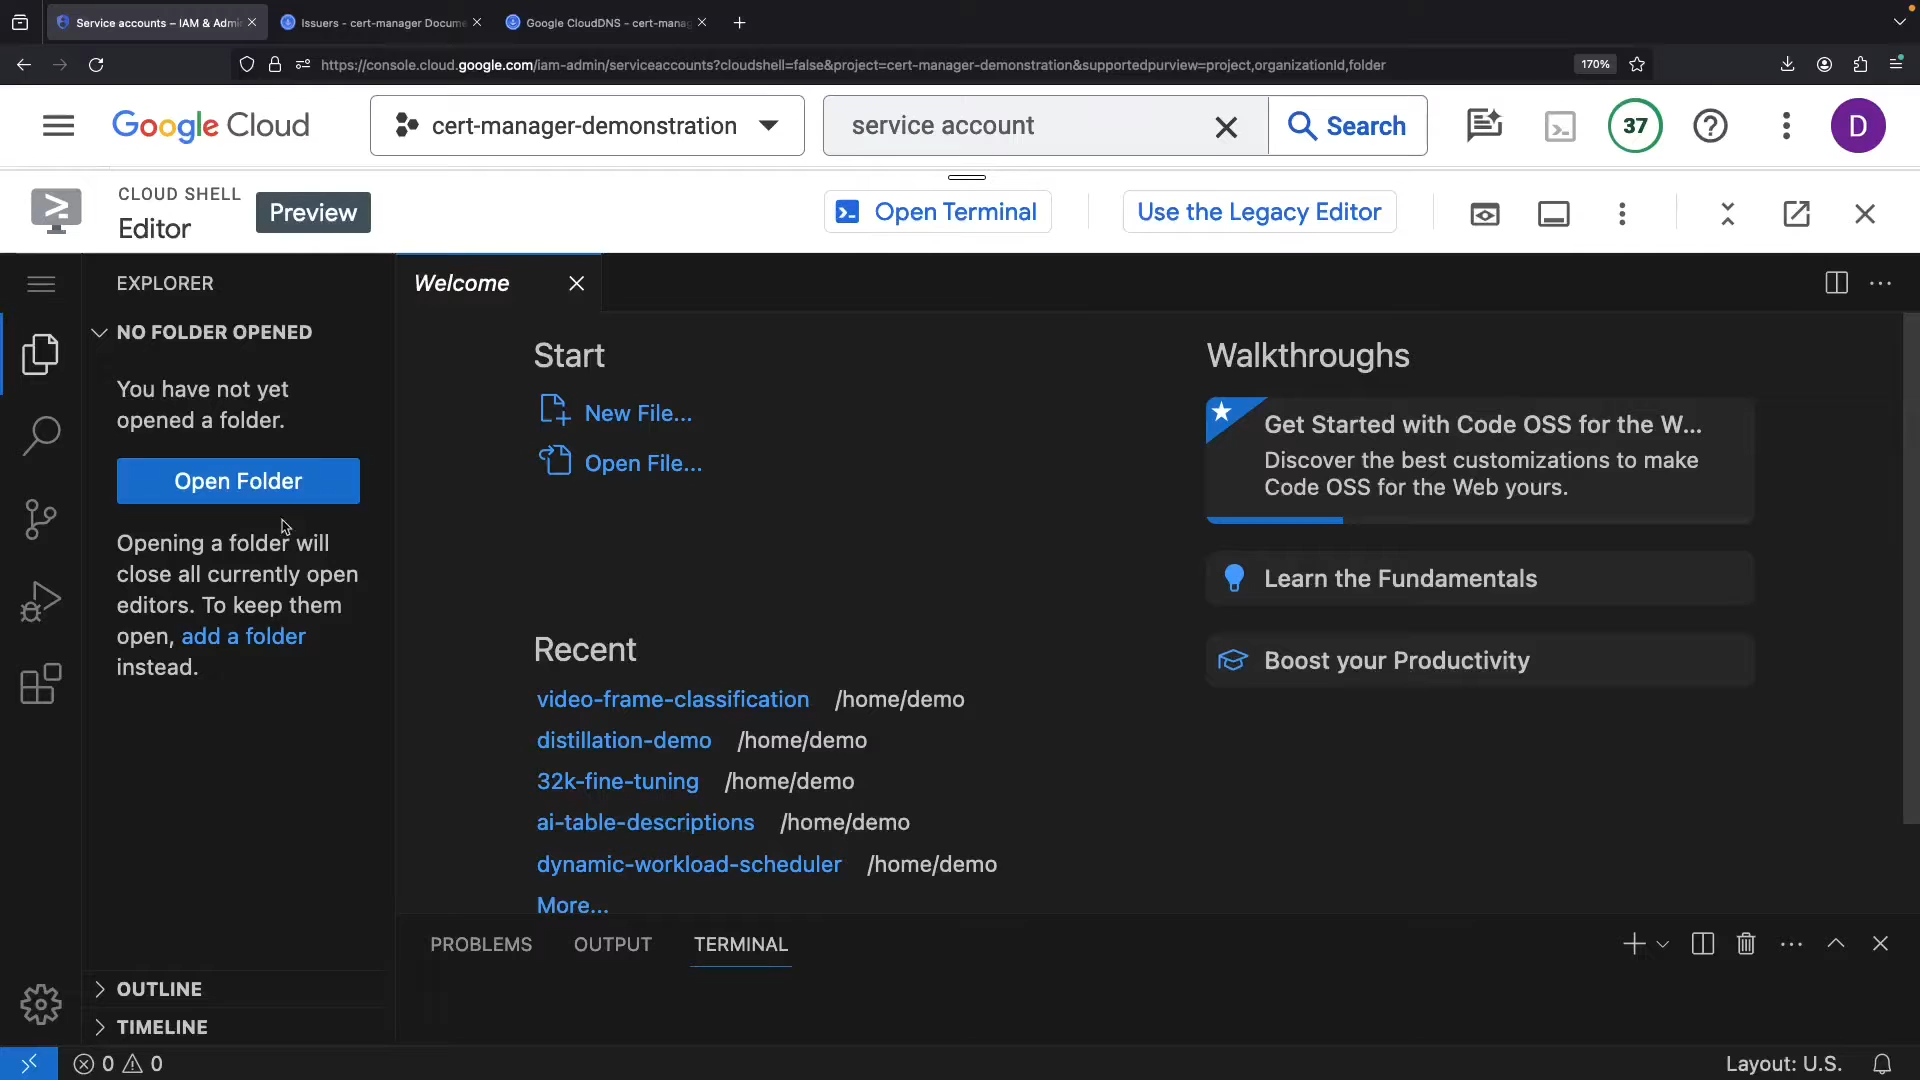 Service accounts – IAM & Admi
Issuers - cert-manager Docume
Google CloudDNS - cert-manag
https://console.cloud.google.com/iam-admin/serviceaccounts?cloudshell=false&project=cert-manager-demonstration&supportedpurview=project,organizationId,folder
170%
Google Cloud
cert-manager-demonstration
service account
Search
37
D
CLOUD SHELL
Editor
Preview
Open Terminal
Use the Legacy Editor
EXPLORER
Welcome
NO FOLDER OPENED
You have not yet
opened a folder.
Open Folder
Opening a folder will
close all currently open
editors. To keep them
open, add a folder
instead.
OUTLINE
TIMELINE
Start
New File...
Open File...
Recent
video-frame-classification /home/demo
distillation-demo /home/demo
32k-fine-tuning /home/demo
ai-table-descriptions /home/demo
dynamic-workload-scheduler /home/demo
More...
Walkthroughs
Get Started with Code OSS for the W...
Discover the best customizations to make
Code OSS for the Web yours.
Learn the Fundamentals
Boost your Productivity
PROBLEMS OUTPUT TERMINAL
0 0
Layout: U.S.